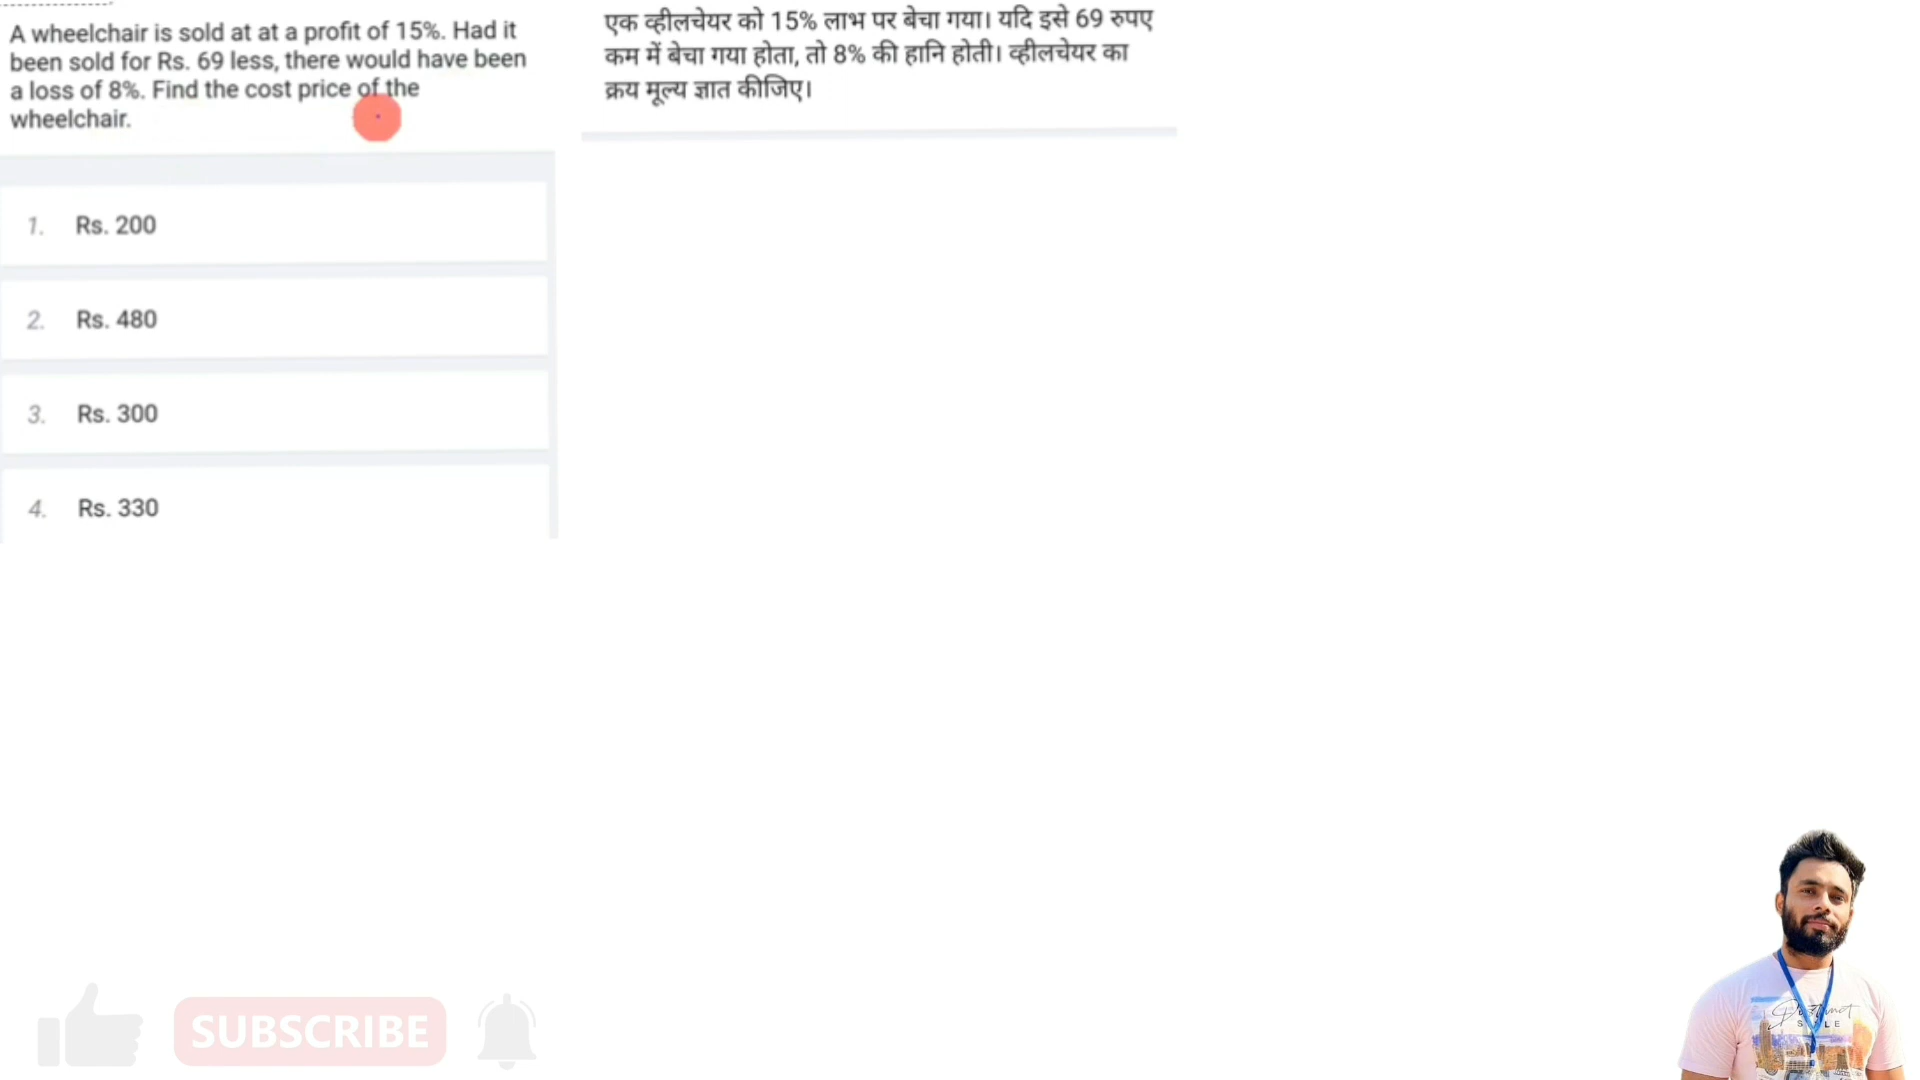 A wheelchair is sold at at a profit of 15%. Had it
been sold for Rs. 69 less, there would have been
a loss of 8%. Find the cost price of the
wheelchair.
1. Rs. 200
2. Rs. 480
3. Rs. 300
4. Rs. 330
एक व्हीलचेयर को 15% लाभ पर बेचा गया। यदि इसे 69 रुपए
कम में बेचा गया होता, तो 8% की हानि होती। व्हीलचेयर का
क्रय मूल्य ज्ञात कीजिए।
SUBSCRIBE